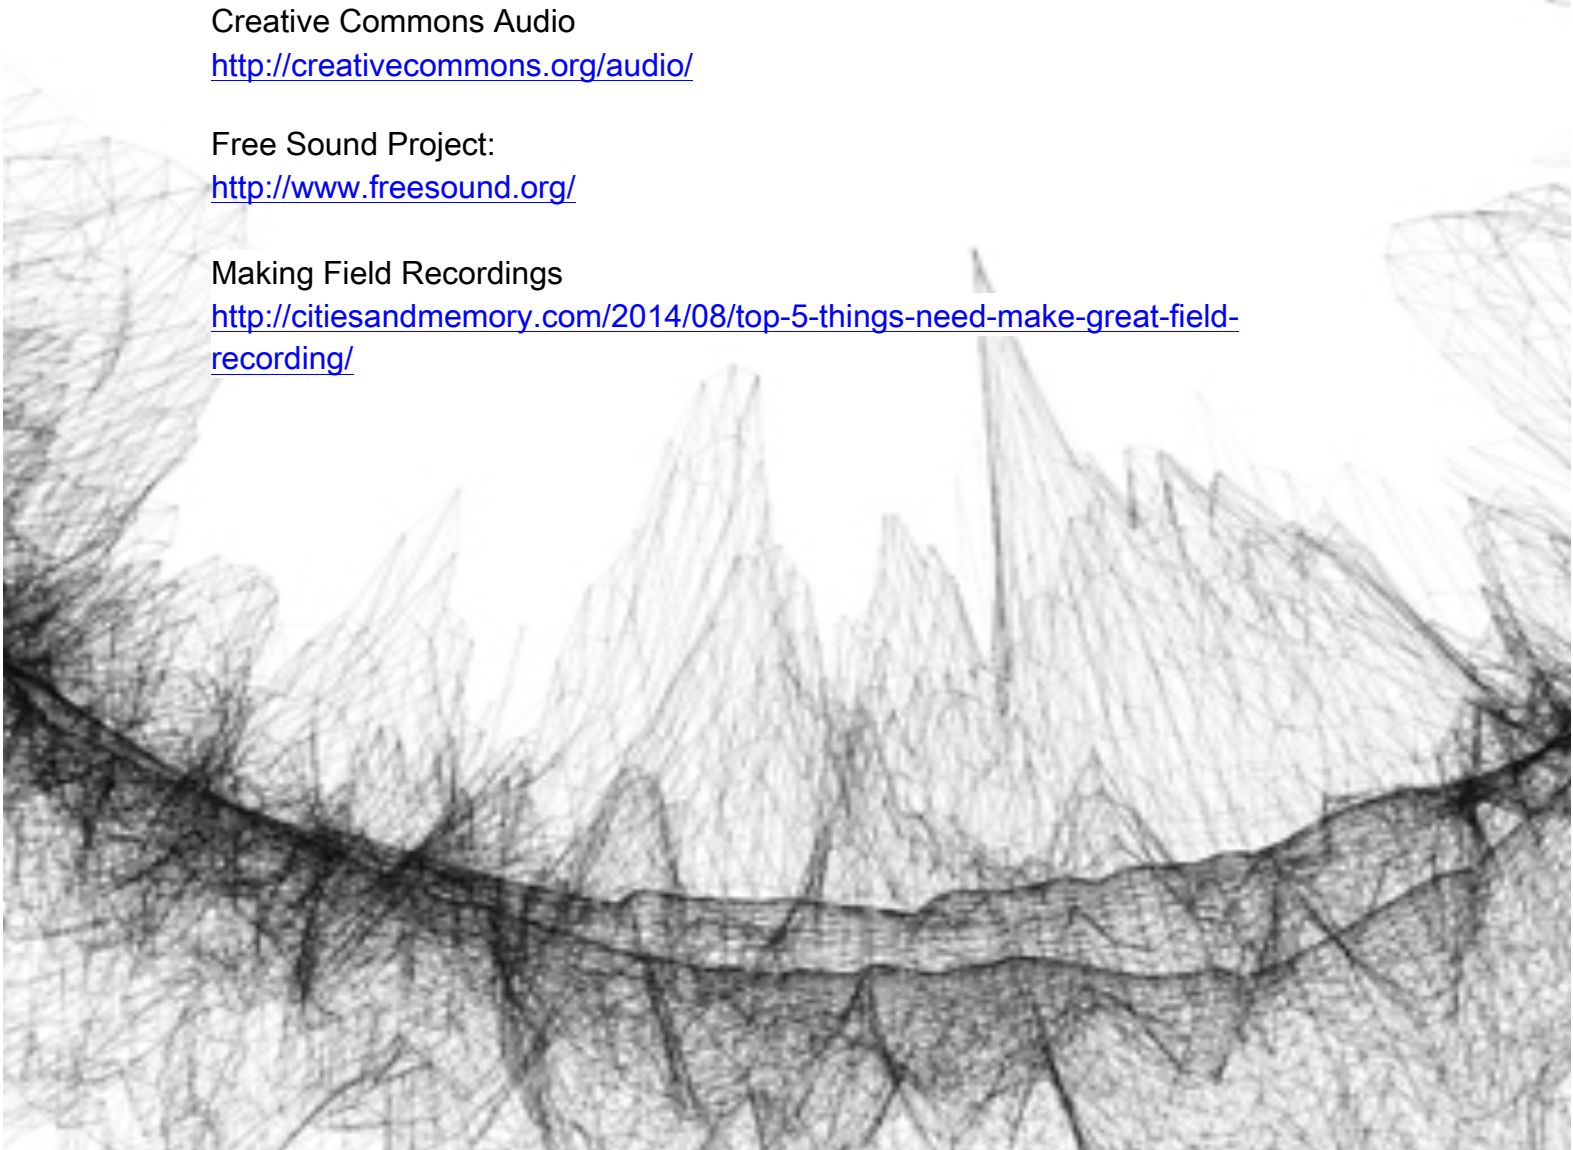 Creative Commons Audio
http://creativecommons.org/audio/
Free Sound Project:
http://www.freesound.org/
Making Field Recordings
http://citiesandmemory.com/2014/08/top-5-things-need-make-great-field-
recording/